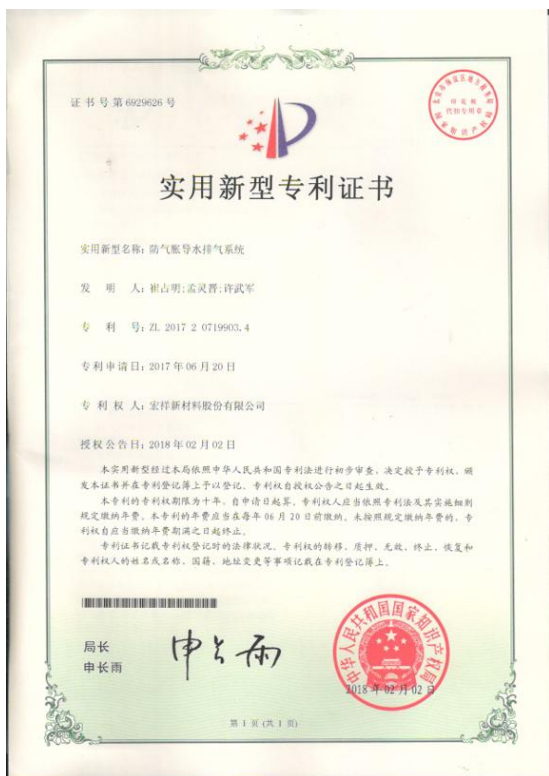 证书号第6929626号
实用新型专利证书
实用新型名称：防气胀导水排气系统
发 明 人：崔占明;孟灵晋;许武军
专 利 号：ZL 2017 2 0719903.4
专利申请日：2017年06月20日
专 利 权 人：宏祥新材料股份有限公司
授权公告日：2018年02月02日
本实用新型经过本局依照中华人民共和国专利法进行初步审查，决定授予专利权，颁
发本证书并在专利登记簿上予以登记。专利权自授权公告之日起生效。
本专利的专利权期限为十年，自申请日起算。专利权人应当依照专利法及其实施细则
规定缴纳年费。本专利的年费应当在每年06月20日前缴纳。未按照规定缴纳年费的，专
利权自应当缴纳年费期满之日起终止。
专利证书记载专利权登记时的法律状况。专利权的转移、质押、无效、终止、恢复和
专利权人的姓名或名称、国籍、地址变更等事项记载在专利登记簿上。
局长
申长雨
申长雨
中华人民共和国国家知识产权局
2018年02月02日
第 1 页 (共 1 页)